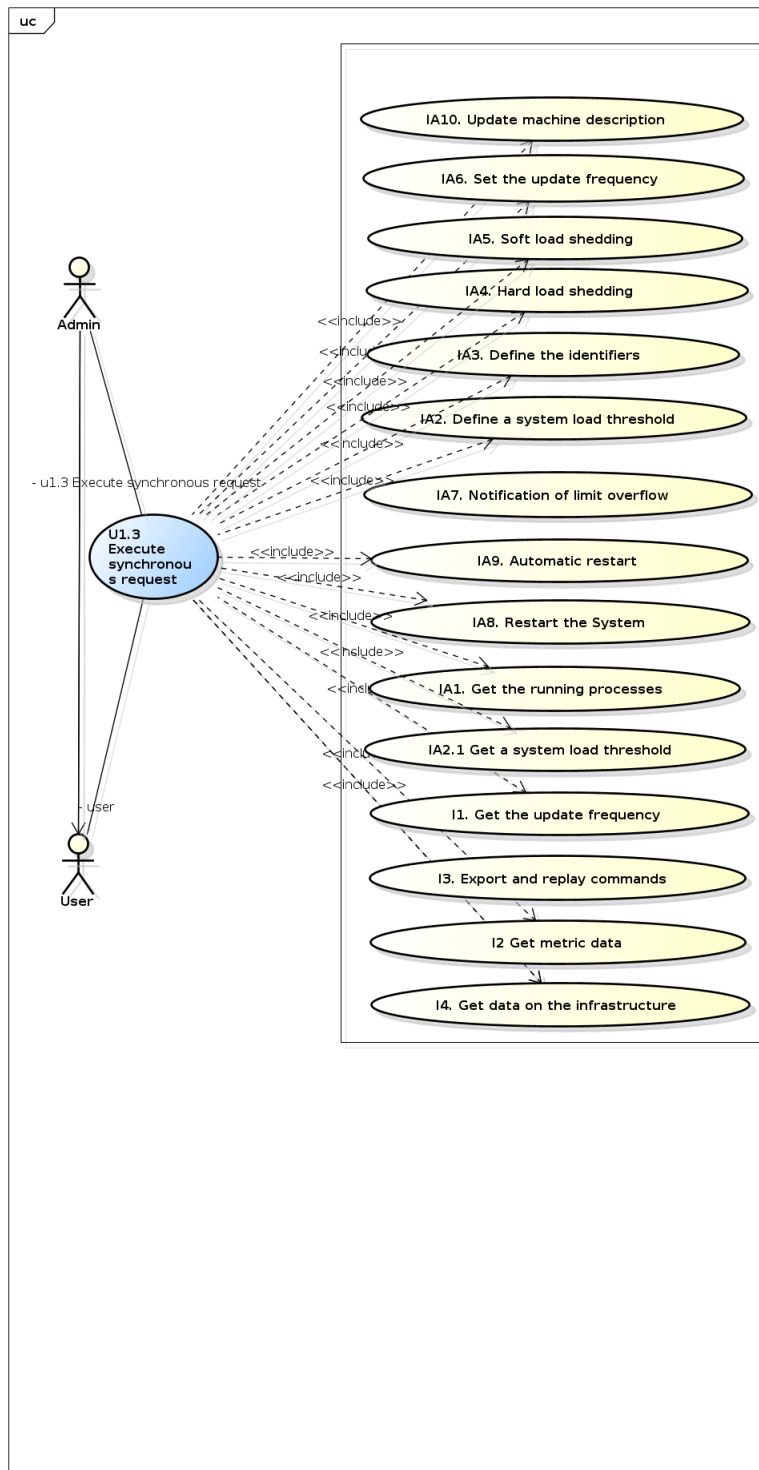 uc
IA10. Update machine description
IA6. Set the update frequency
IA5. Soft load shedding
Admin
IA4. Hard load shedding
<<include>>
<<incluc
IA3. Define the identifiers
<<include>>
<<include>>
IA2. Define a system load threshold
<<include>>
<<include>>
- u1.3 Execute synchronous request
IA7. Notification of limit overflow
U1.3
Execute
synchronou
s request
<<include>>
IA9. Automatic restart
<<include>>
<<include>>
IA8. Restart the System
<<include>>
<<incl
IA1. Get the running processes
<<incl
IA2.1 Get a system load threshold
<<include>>
- user
I1. Get the update frequency
I3. Export and replay commands
User
I2 Get metric data
I4. Get data on the infrastructure